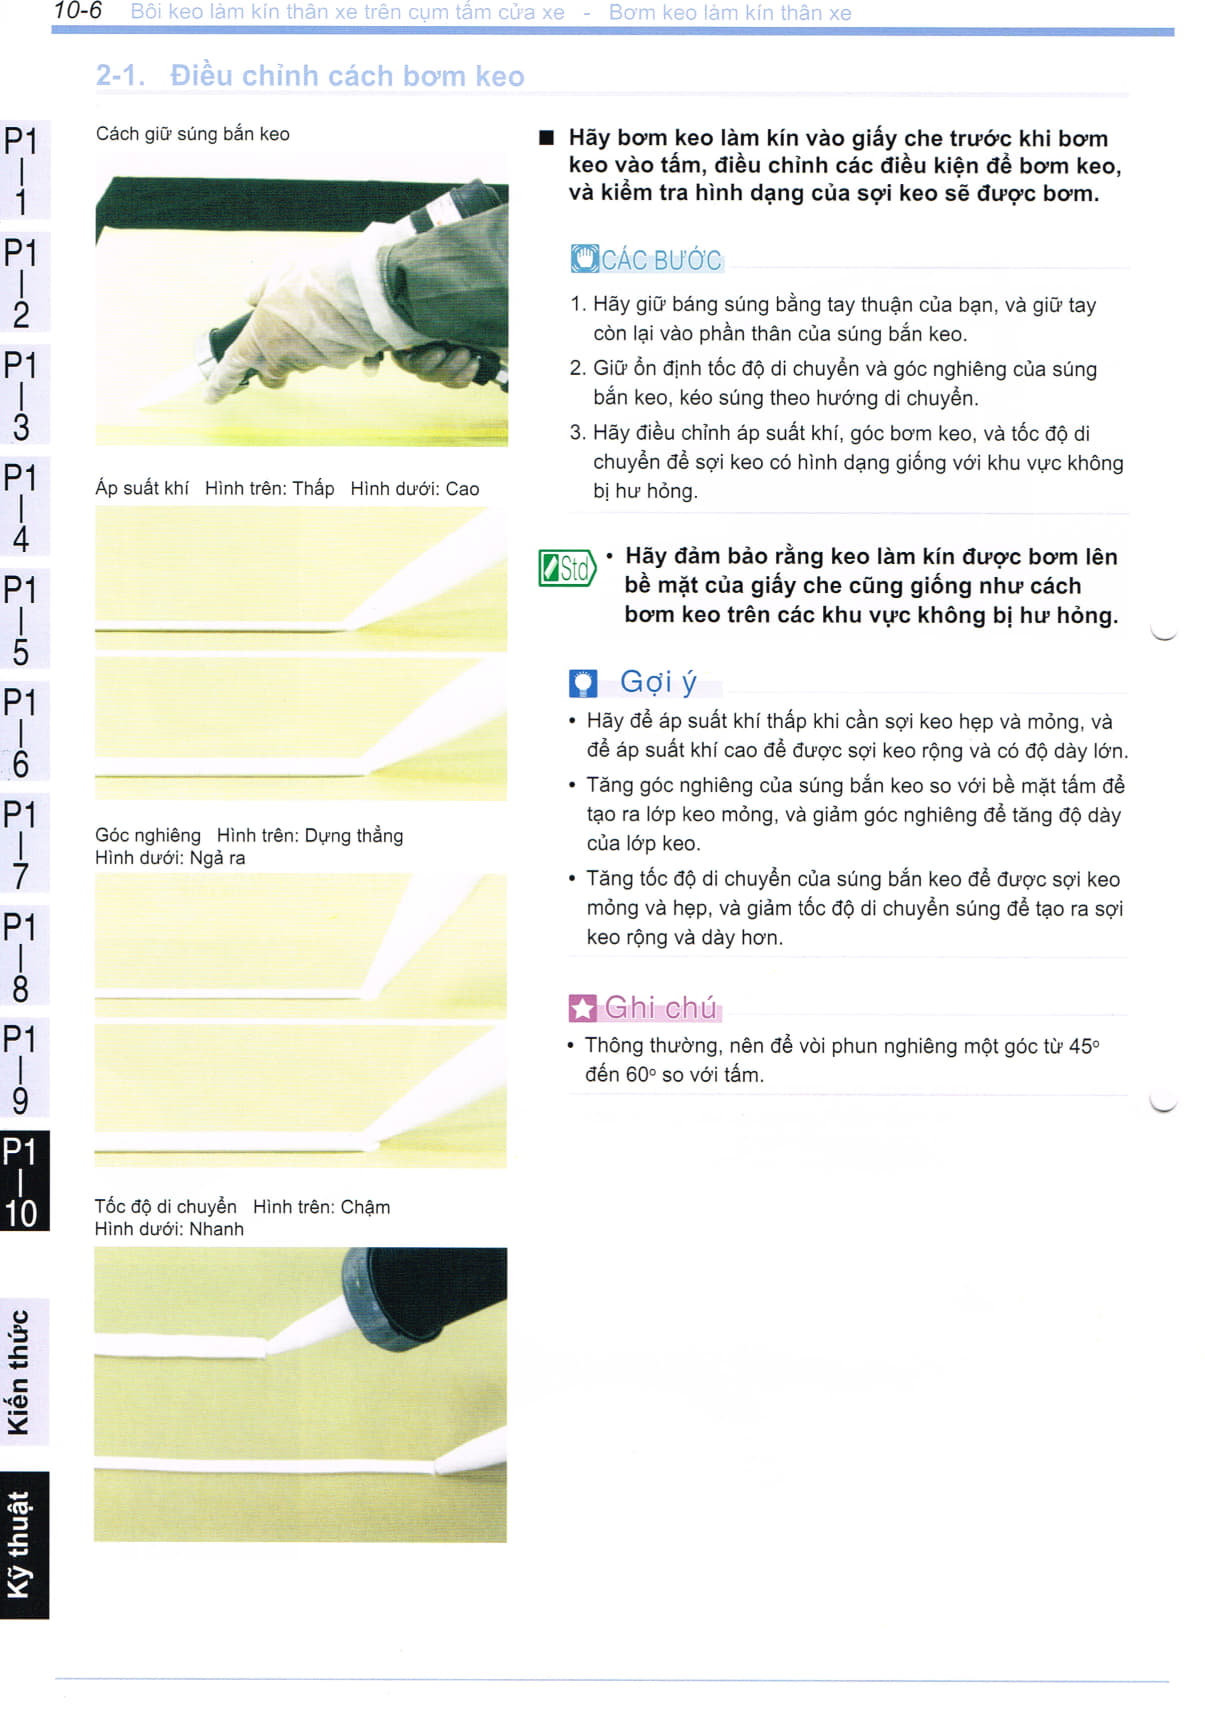 10-6 Bôi keo làm kín thân xe trên cụm tấm cửa xe - Bơm keo làm kín thân xe
2-1. Điều chỉnh cách bơm keo
P1
1
P1
2
P1
3
P1
4
P1
5
P1
6
P1
7
P1
8
P1
9
P1
10
Kiến thức
Kỹ thuật
Cách giữ súng bắn keo
Áp suất khí Hình trên: Thấp Hình dưới: Cao
Góc nghiêng Hình trên: Dựng thẳng
Hình dưới: Ngả ra
Tốc độ di chuyển Hình trên: Chậm
Hình dưới: Nhanh
■ Hãy bơm keo làm kín vào giấy che trước khi bơm
keo vào tấm, điều chỉnh các điều kiện để bơm keo,
và kiểm tra hình dạng của sợi keo sẽ được bơm.
CÁC BƯỚC
1. Hãy giữ báng súng bằng tay thuận của bạn, và giữ tay
còn lại vào phần thân của súng bắn keo.
2. Giữ ổn định tốc độ di chuyển và góc nghiêng của súng
bắn keo, kéo súng theo hướng di chuyển.
3. Hãy điều chỉnh áp suất khí, góc bơm keo, và tốc độ di
chuyển để sợi keo có hình dạng giống với khu vực không
bị hư hỏng.
Std
• Hãy đảm bảo rằng keo làm kín được bơm lên
bề mặt của giấy che cũng giống như cách
bơm keo trên các khu vực không bị hư hỏng.
Gợi ý
• Hãy để áp suất khí thấp khi cần sợi keo hẹp và mỏng, và
để áp suất khí cao để được sợi keo rộng và có độ dày lớn.
• Tăng góc nghiêng của súng bắn keo so với bề mặt tấm để
tạo ra lớp keo mỏng, và giảm góc nghiêng để tăng độ dày
của lớp keo.
• Tăng tốc độ di chuyển của súng bắn keo để được sợi keo
mỏng và hẹp, và giảm tốc độ di chuyển súng để tạo ra sợi
keo rộng và dày hơn.
Ghi chú
• Thông thường, nên để vòi phun nghiêng một góc từ 45º
đến 60º so với tấm.